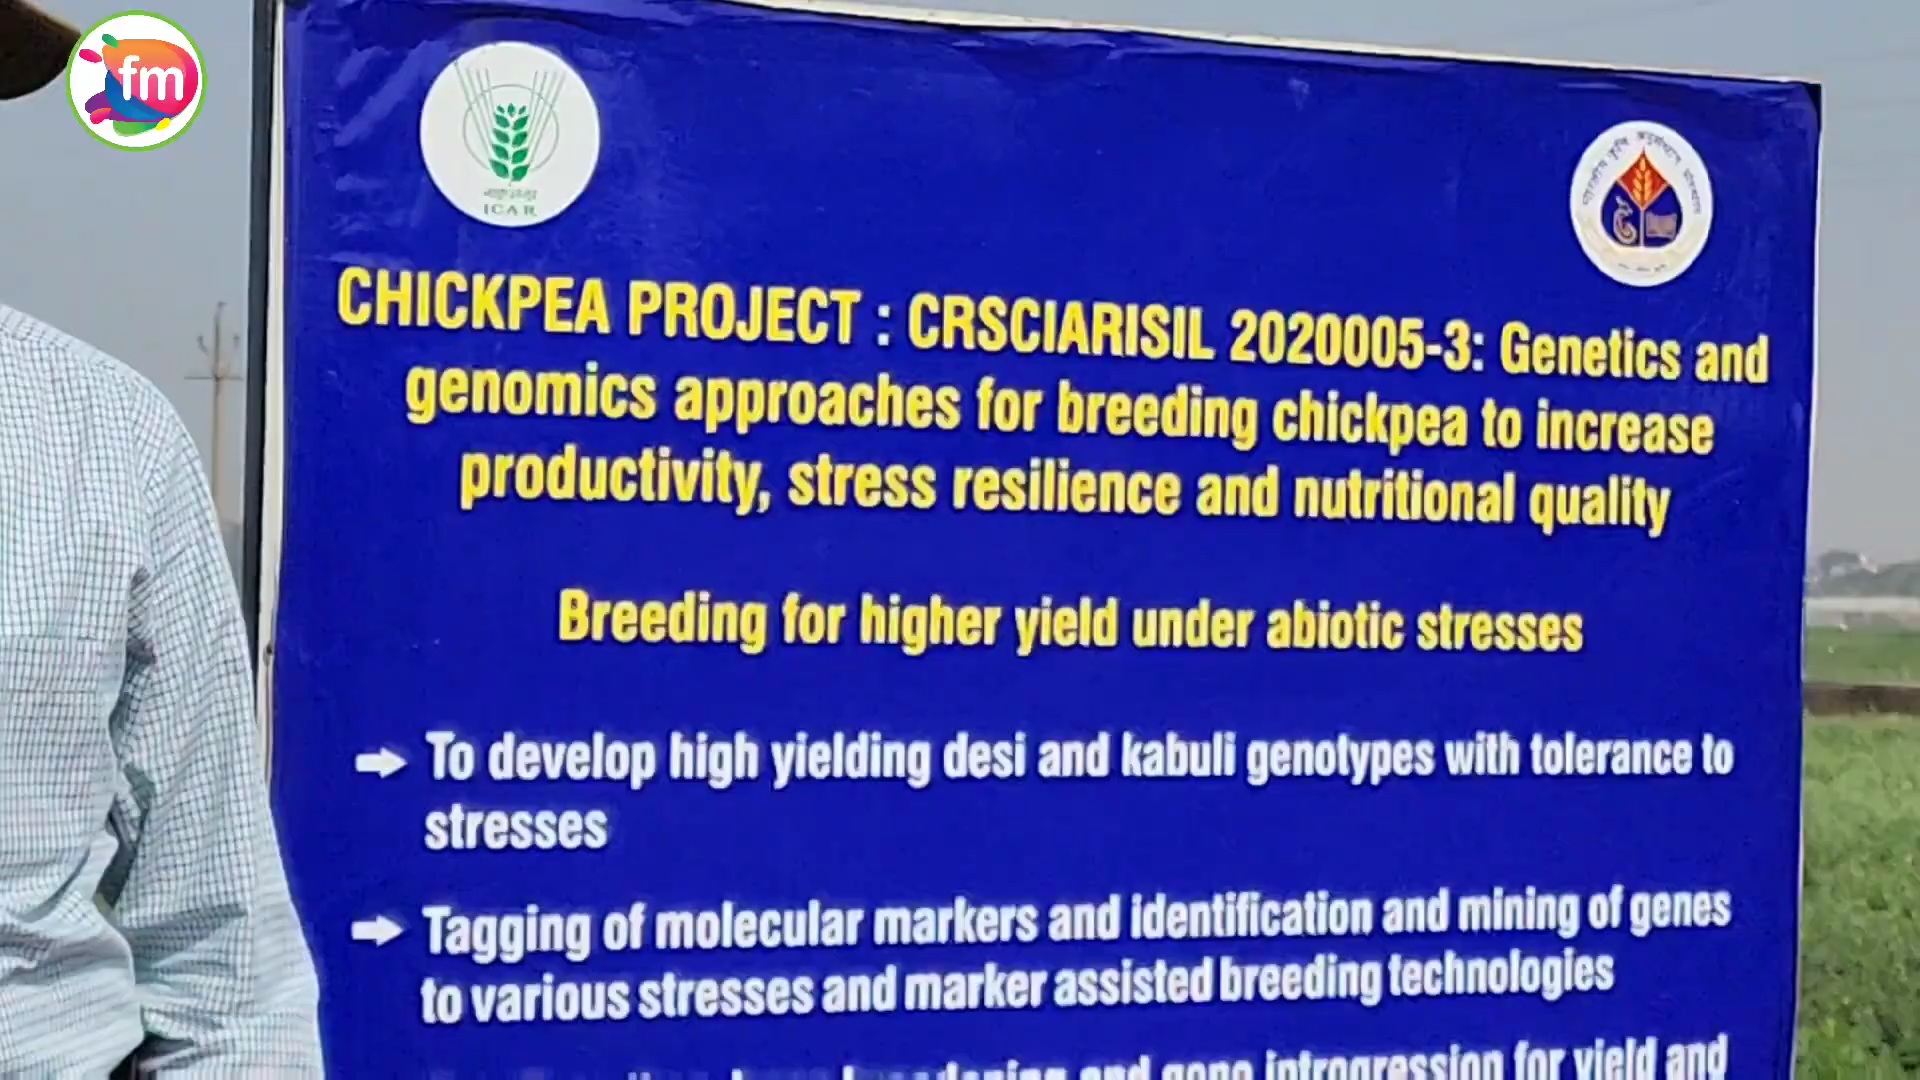 fm
ICAR
CHICKPEA PROJECT : CRSCIARISIL 2020005-3: Genetics and
genomics approaches for breeding chickpea to increase
productivity, stress resilience and nutritional quality
Breeding for higher yield under abiotic stresses
To develop high yielding desi and kabuli genotypes with tolerance to
stresses
Tagging of molecular markers and identification and mining of genes
to various stresses and marker assisted breeding technologies
and gene introgression for yield and